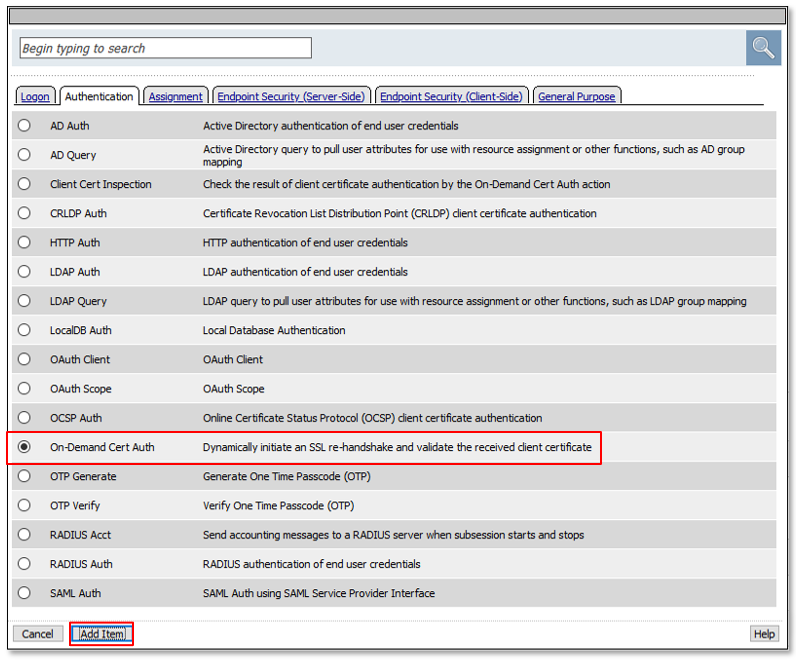 Begin typing to search
Logon Authentication Assignment Endpoint Security (Server-Side) Endpoint Security (Client-Side) General Purpose
AD Auth Active Directory authentication of end user credentials
AD Query Active Directory query to pull user attributes for use with resource assignment or other functions, such as AD group
mapping
Client Cert Inspection Check the result of client certificate authentication by the On-Demand Cert Auth action
CRLDP Auth Certificate Revocation List Distribution Point (CRLDP) client certificate authentication
HTTP Auth HTTP authentication of end user credentials
LDAP Auth LDAP authentication of end user credentials
LDAP Query LDAP query to pull user attributes for use with resource assignment or other functions, such as LDAP group mapping
LocalDB Auth Local Database Authentication
OAuth Client OAuth Client
OAuth Scope OAuth Scope
OCSP Auth Online Certificate Status Protocol (OCSP) client certificate authentication
On-Demand Cert Auth Dynamically initiate an SSL re-handshake and validate the received client certificate
OTP Generate Generate One Time Passcode (OTP)
OTP Verify Verify One Time Passcode (OTP)
RADIUS Acct Send accounting messages to a RADIUS server when subsession starts and stops
RADIUS Auth RADIUS authentication of end user credentials
SAML Auth SAML Auth using SAML Service Provider Interface
Cancel Add Item Help